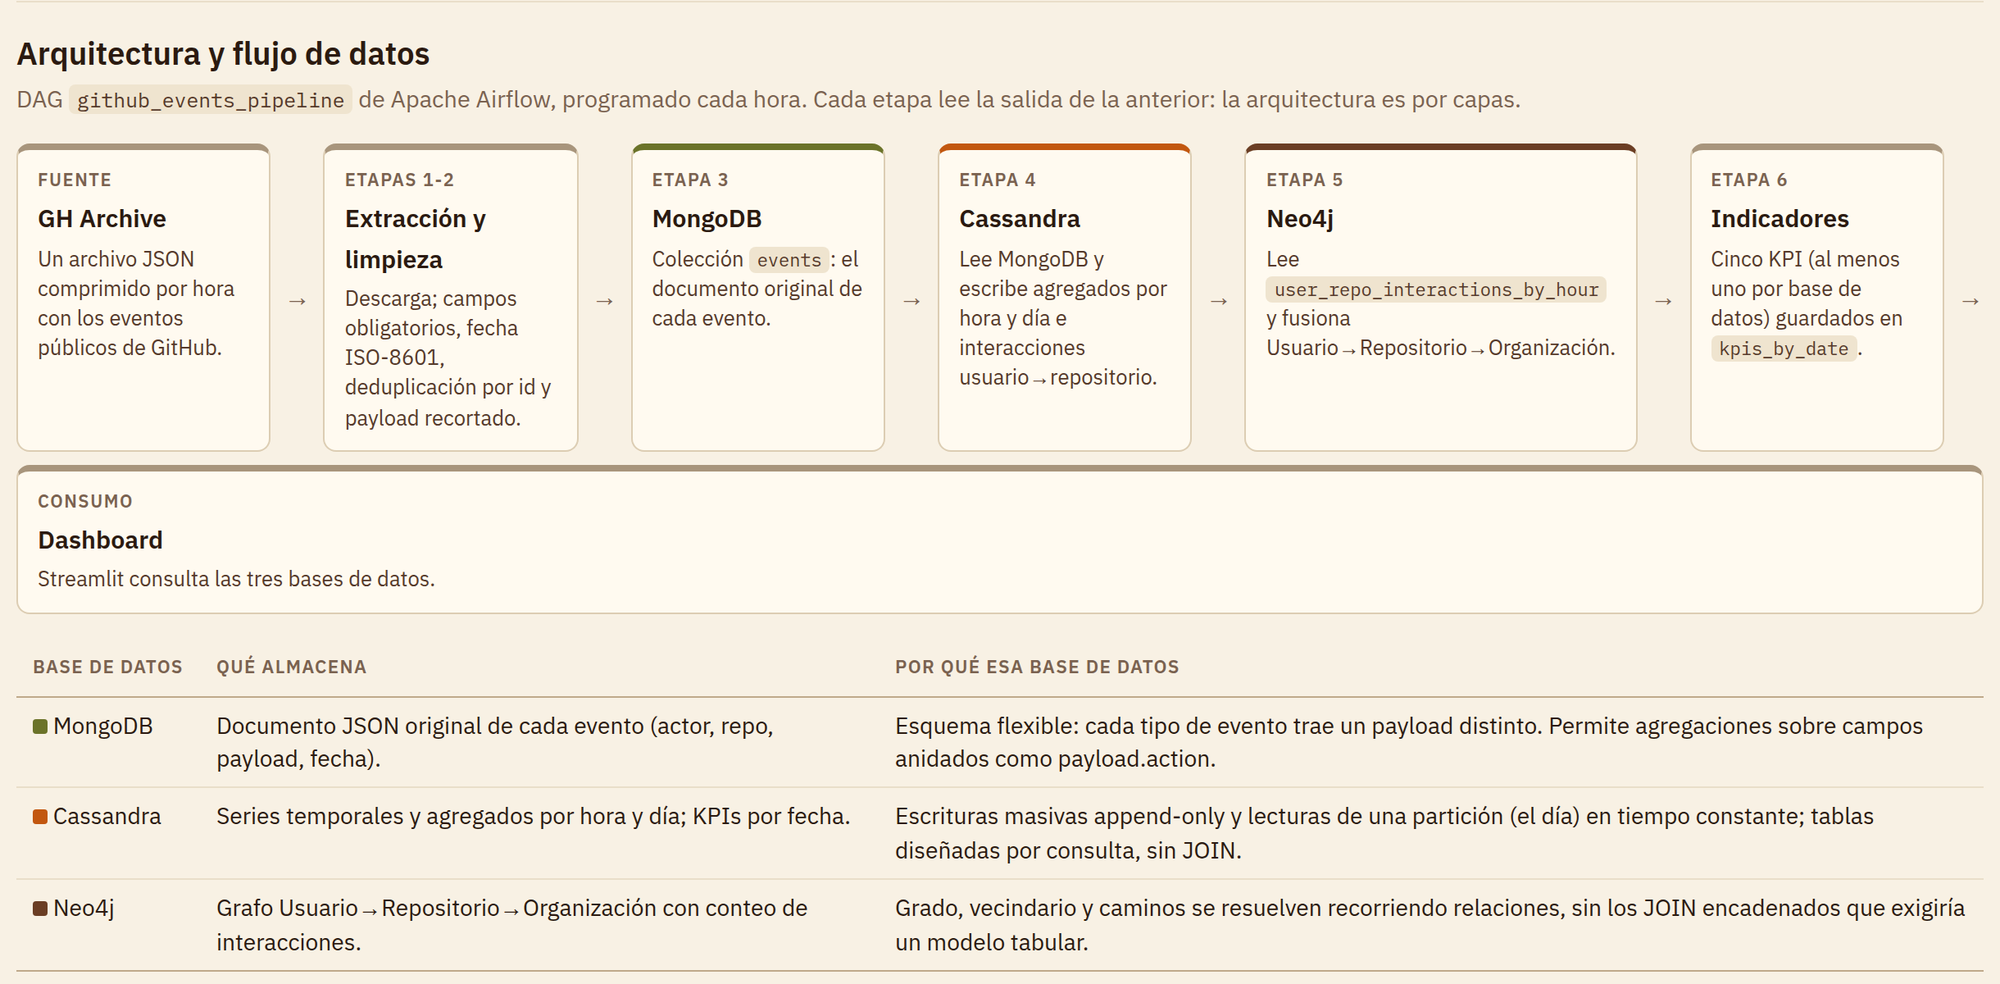 Arquitectura y flujo de datos
DAG github_events_pipeline de Apache Airflow, programado cada hora. Cada etapa lee la salida de la anterior: la arquitectura es por capas.
FUENTE
GH Archive
Un archivo JSON
comprimido por hora
con los eventos
públicos de GitHub.
→
ETAPAS 1-2
Extracción y
limpieza
Descarga; campos
obligatorios, fecha
ISO-8601,
deduplicación por id y
payload recortado.
→
ETAPA 3
MongoDB
Colección events: el
documento original de
cada evento.
→
ETAPA 4
Cassandra
Lee MongoDB y
escribe agregados por
hora y día e
interacciones
usuario→repositorio.
→
ETAPA 5
Neo4j
Lee
user_repo_interactions_by_hour
y fusiona
Usuario→Repositorio→Organización.
→
ETAPA 6
Indicadores
Cinco KPI (al menos
uno por base de
datos) guardados en
kpis_by_date.
→
CONSUMO
Dashboard
Streamlit consulta las tres bases de datos.
BASE DE DATOS QUÉ ALMACENA POR QUÉ ESA BASE DE DATOS
MongoDB
Documento JSON original de cada evento (actor, repo,
payload, fecha).
Esquema flexible: cada tipo de evento trae un payload distinto. Permite agregaciones sobre campos
anidados como payload.action.
Cassandra
Series temporales y agregados por hora y día; KPIs por fecha.
Escrituras masivas append-only y lecturas de una partición (el día) en tiempo constante; tablas
diseñadas por consulta, sin JOIN.
Neo4j
Grafo Usuario→Repositorio→Organización con conteo de
interacciones.
Grado, vecindario y caminos se resuelven recorriendo relaciones, sin los JOIN encadenados que exigiría
un modelo tabular.